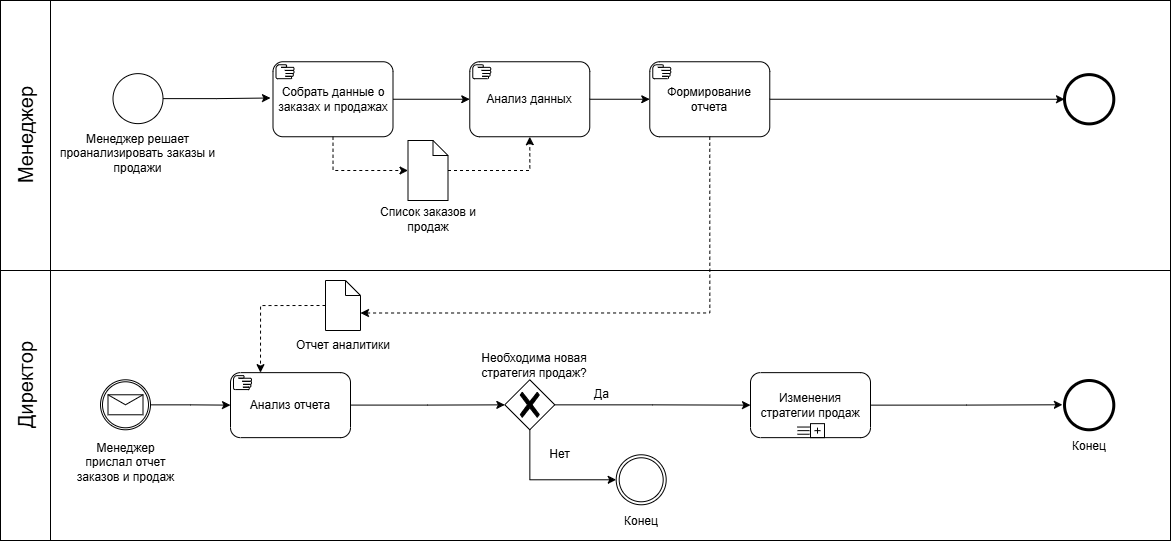 Менеджер
Менеджер решает
проанализировать заказы и
продажи
Собрать данные о
заказах и продажах
Анализ данных
Формирование
отчета
Список заказов и
продаж
Директор
Менеджер
прислал отчет
заказов и продаж
Отчет аналитики
Анализ отчета
Необходима новая
стратегия продаж?
Да
Нет
Конец
Изменения
стратегии продаж
Конец